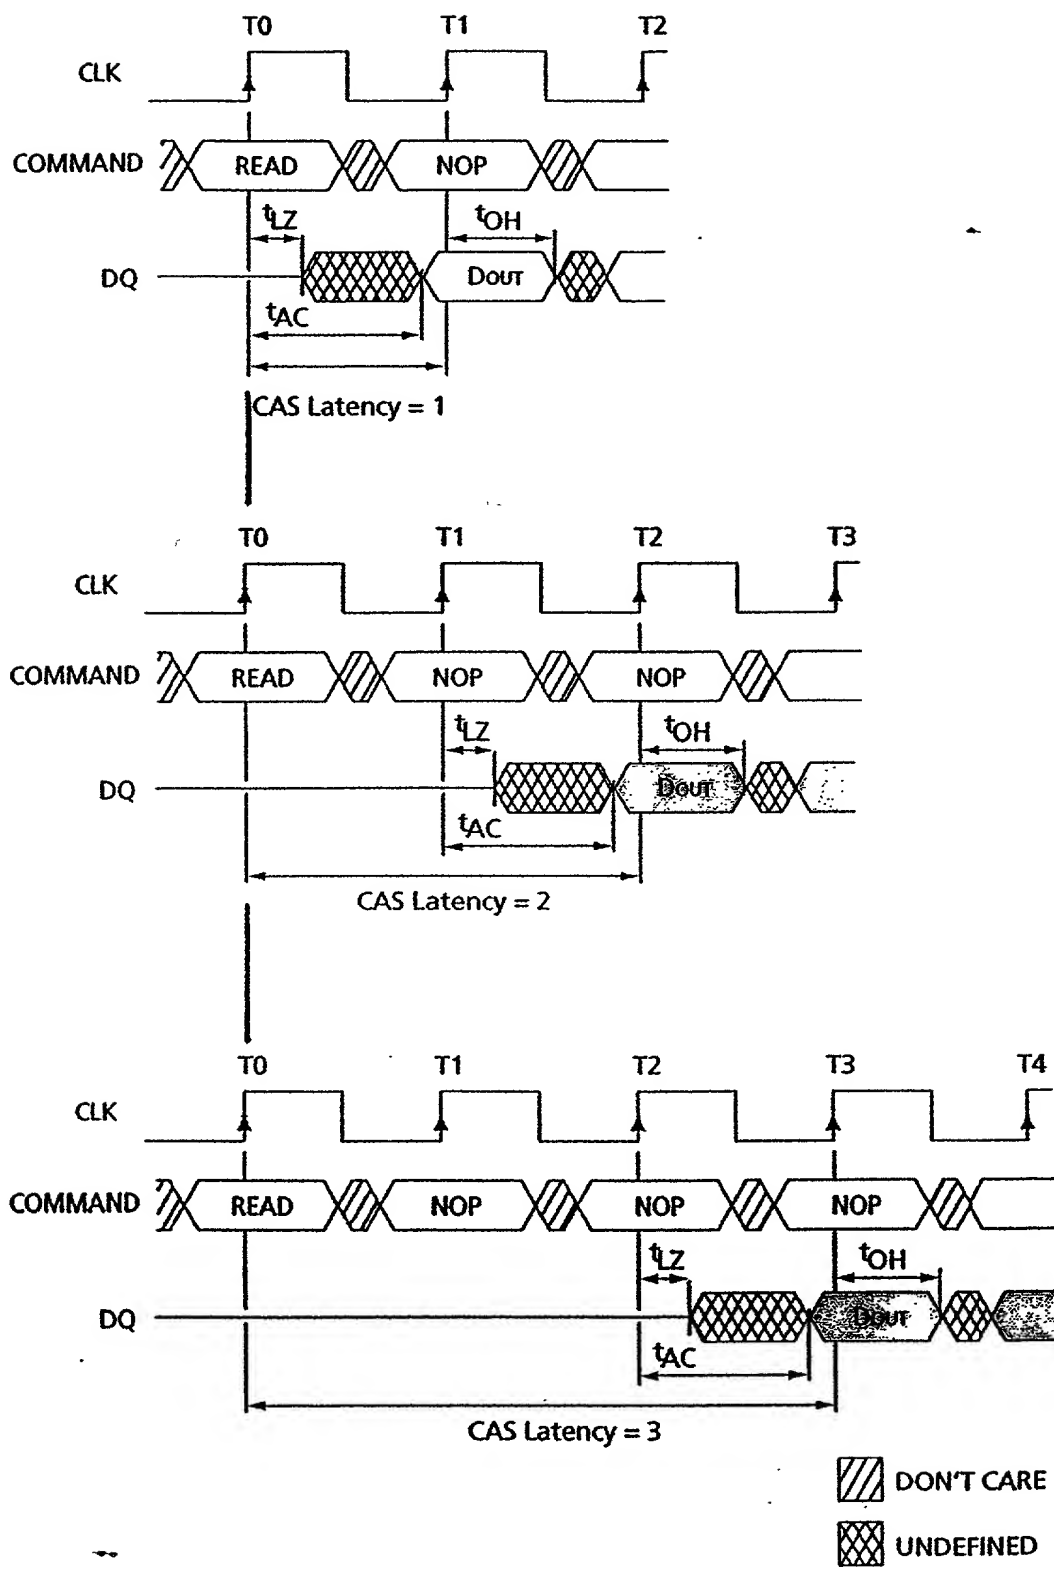 T0 T1 T2
CLK
COMMAND READ NOP
tLZ tOH
DQ DOUT
tAC
CAS Latency = 1
T0 T1 T2 T3
CLK
COMMAND READ NOP NOP
tLZ tOH
DQ DOUT
tAC
CAS Latency = 2
T0 T1 T2 T3 T4
CLK
COMMAND READ NOP NOP NOP
tLZ tOH
DQ DOUT
tAC
CAS Latency = 3
DON'T CARE
UNDEFINED